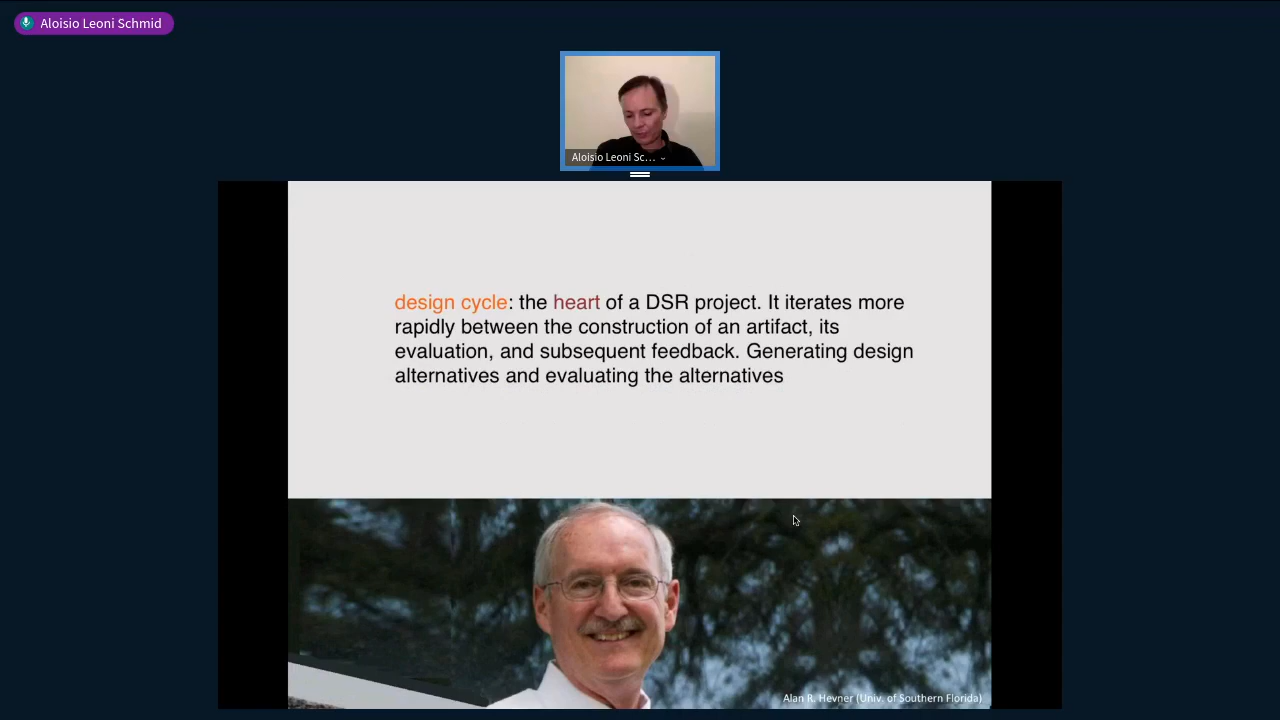 Aloisio Leoni Schmid
Aloisio Leoni Sc...
design cycle: the heart of a DSR project. It iterates more
rapidly between the construction of an artifact, its
evaluation, and subsequent feedback. Generating design
alternatives and evaluating the alternatives
Alan R. Hevner (Univ. of Southern Florida)